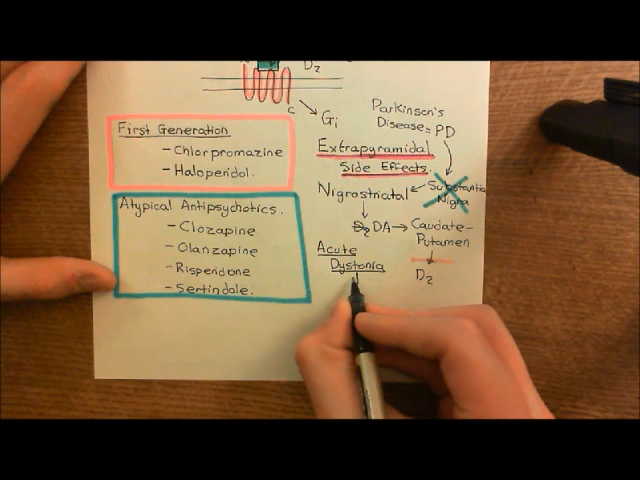 D2
C
Gi
First Generation
- Chlorpromazine
- Haloperidol.
Atypical Antipsychotics.
- Clozapine
- Olanzapine
- Risperidone
- Sertindole.
Parkinson's
Disease = PD
Extrapyramidal
Side Effects.
Nigrostriatal
Substantia
Nigra
DA → Caudate-
Putamen
D2
Acute
Dystonia